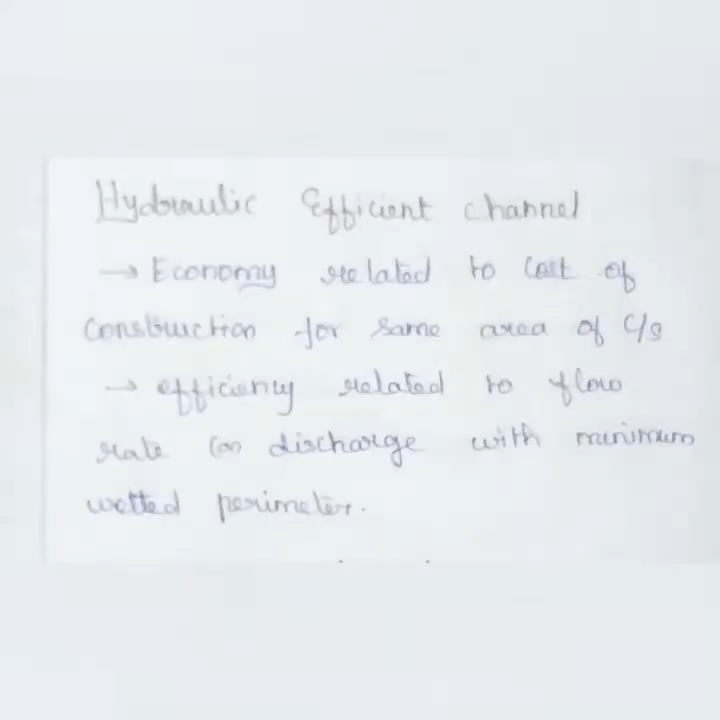 Hydraulic Efficient channel
→ Economy related to cost of
construction for same area of c/s
→ efficiency related to flow
rate (or) discharge with minimum
wetted perimeter.